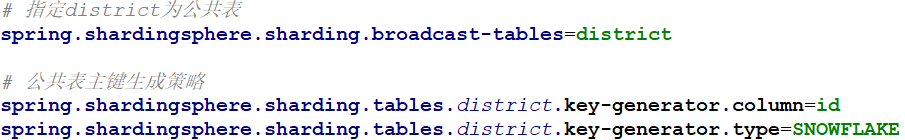 # 指定district为公共表
spring.shardingsphere.sharding.broadcast-tables=district
# 公共表主键生成策略
spring.shardingsphere.sharding.tables.district.key-generator.column=id
spring.shardingsphere.sharding.tables.district.key-generator.type=SNOWFLAKE